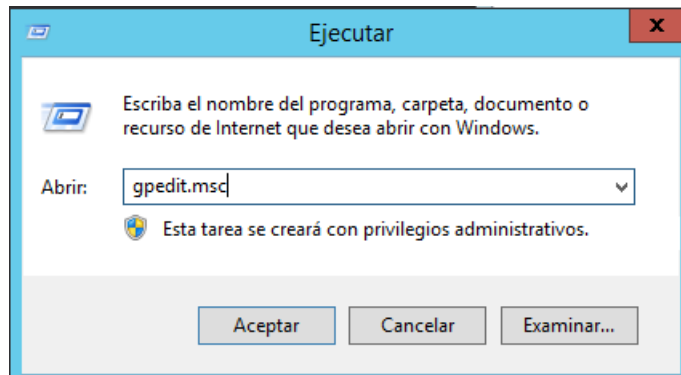 Ejecutar
x
Escriba el nombre del programa, carpeta, documento o
recurso de Internet que desea abrir con Windows.
Abrir: gpedit.msc
Esta tarea se creará con privilegios administrativos.
Aceptar Cancelar Examinar...